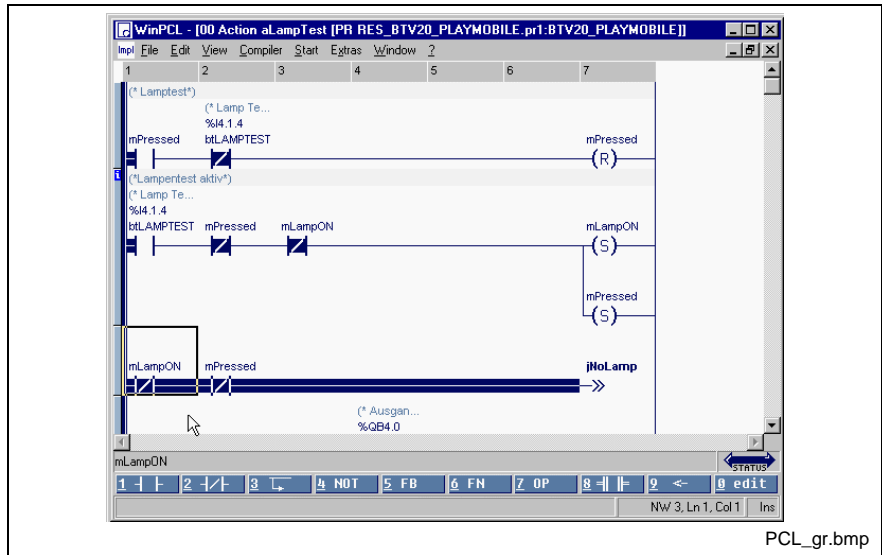 WinPCL - [00 Action aLampTest [PR RES_BTV20_PLAYMOBILE.pr1:BTV20_PLAYMOBILE]]
Impl File Edit View Compiler Start Extras Window ?
1 2 3 4 5 6 7
(* Lamptest*)
(* Lamp Te...
%I4.1.4
mPressed btLAMPTEST mPressed
(R)
(*Lampentest aktiv*)
(* Lamp Te...
%I4.1.4
btLAMPTEST mPressed mLampON mLampON
(S)
mPressed
(S)
mLampON mPressed jNoLamp
(* Ausgan...
%QB4.0
mLampON
STATUS
1 ┤ ├ 2 ┤/├ 3 4 NOT 5 FB 6 FN 7 OP 8 ╡ ╞ 9 <- 0 edit
NW 3, Ln 1, Col 1 Ins
PCL_gr.bmp